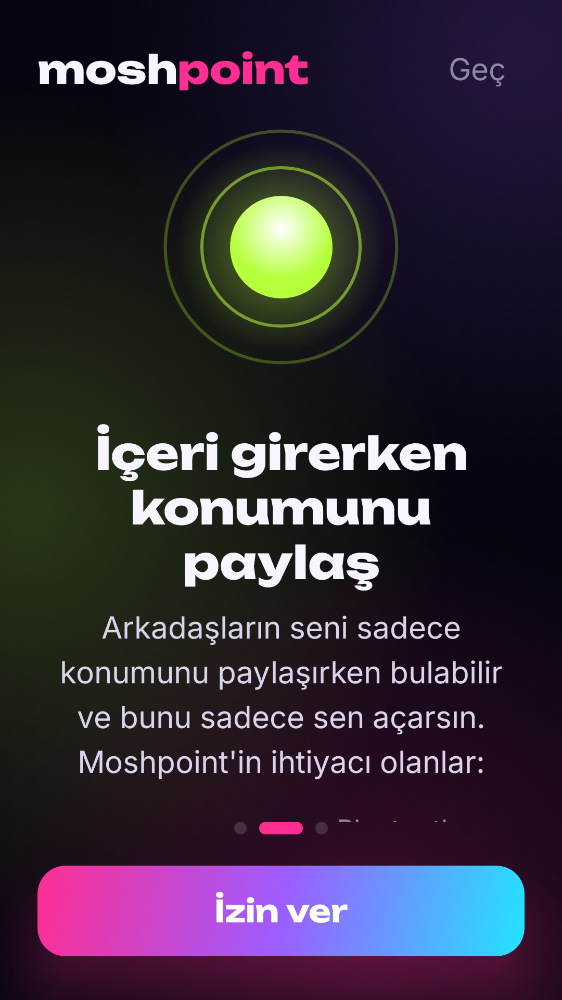 moshpoint
Geç
İçeri girerken
konumunu
paylaş
Arkadaşların seni sadece
konumunu paylaşırken bulabilir
ve bunu sadece sen açarsın.
Moshpoint'in ihtiyacı olanlar:
İzin ver